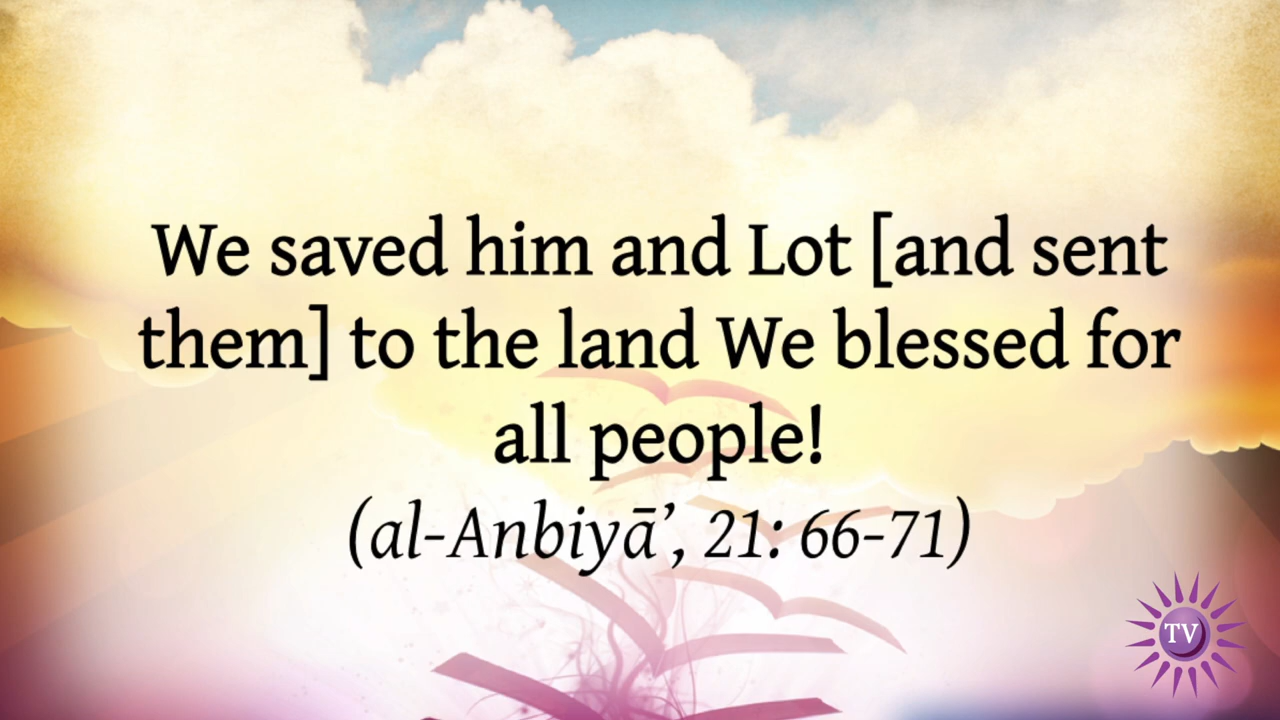 We saved him and Lot [and sent
them] to the land We blessed for
all people!
(al-Anbiyā’, 21: 66-71)
TV